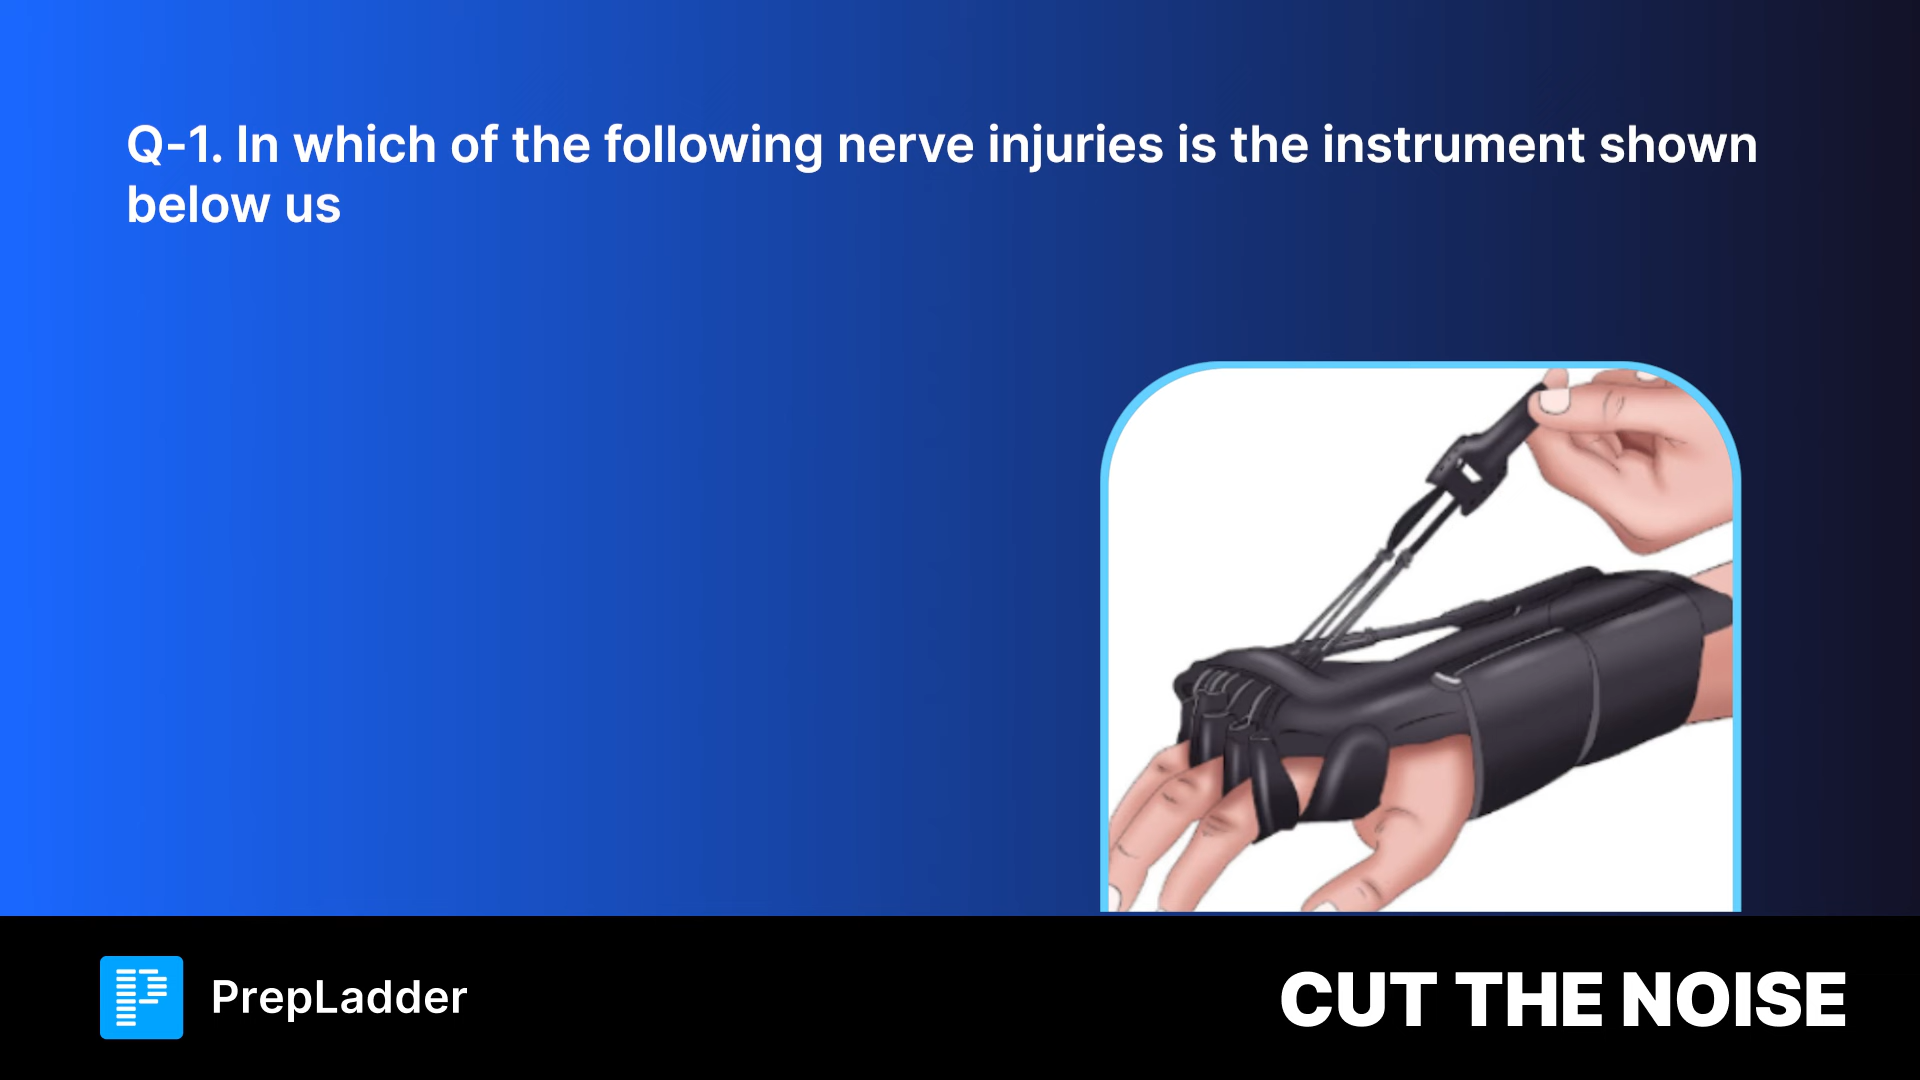 Q-1. In which of the following nerve injuries is the instrument shown
below us
PrepLadder
CUT THE NOISE